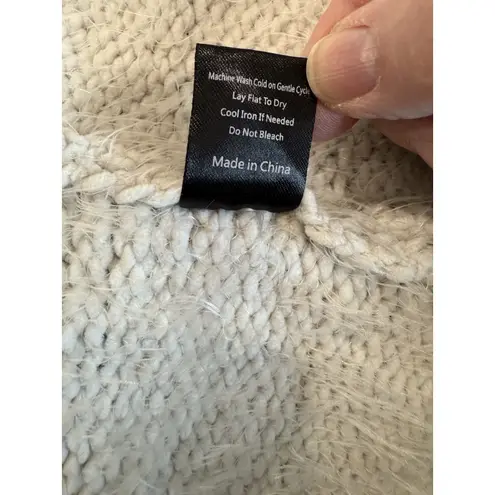 Machine Wash Cold on Gentle Cycle
Lay Flat To Dry
Cool Iron If Needed
Do Not Bleach
Made in China